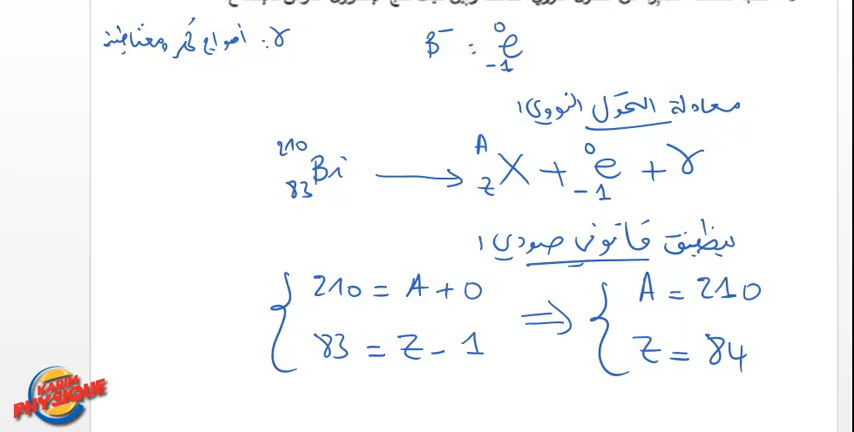 β⁻ : ⁰₋₁e    γ : أمواج كهرومغناطيسية
معادلة التحول النووي:
²¹⁰₈₃Bi → ᴬ_Z X + ⁰₋₁e + γ
بتطبيق قانوني صودي:
{ 210 = A + 0 ⇒ { A = 210
{ 83 = Z - 1 { Z = 84
KARIM
PHYSIQUE